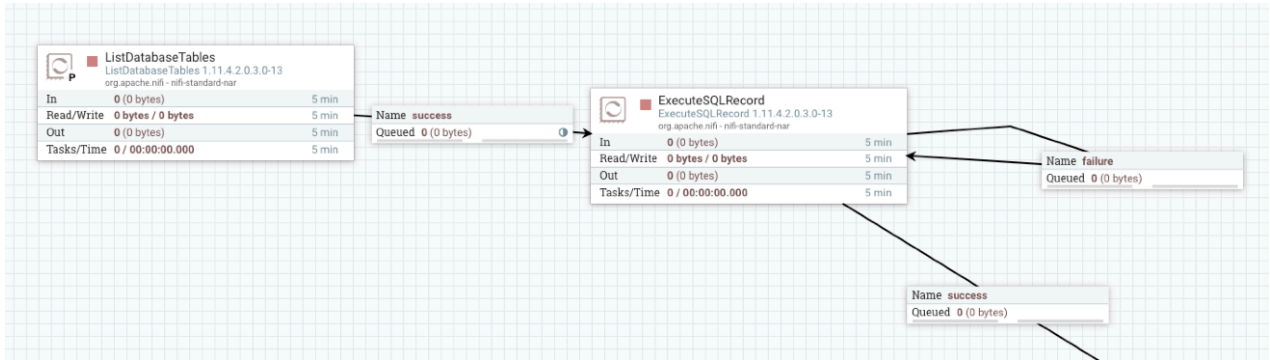 ListDatabaseTables
ListDatabaseTables 1.11.4.2.0.3.0-13
org.apache.nifi - nifi-standard-nar
P
In 0 (0 bytes) 5 min
Read/Write 0 bytes / 0 bytes 5 min
Out 0 (0 bytes) 5 min
Tasks/Time 0 / 00:00:00.000 5 min
Name success
Queued 0 (0 bytes)
ExecuteSQLRecord
ExecuteSQLRecord 1.11.4.2.0.3.0-13
org.apache.nifi - nifi-standard-nar
In 0 (0 bytes) 5 min
Read/Write 0 bytes / 0 bytes 5 min
Out 0 (0 bytes) 5 min
Tasks/Time 0 / 00:00:00.000 5 min
Name failure
Queued 0 (0 bytes)
Name success
Queued 0 (0 bytes)